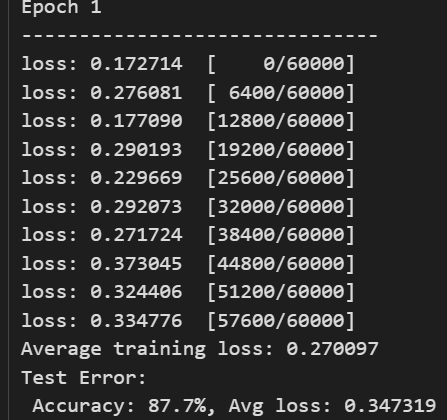 Epoch 1
-------------------------------
loss: 0.172714  [    0/60000]
loss: 0.276081  [ 6400/60000]
loss: 0.177090  [12800/60000]
loss: 0.290193  [19200/60000]
loss: 0.229669  [25600/60000]
loss: 0.292073  [32000/60000]
loss: 0.271724  [38400/60000]
loss: 0.373045  [44800/60000]
loss: 0.324406  [51200/60000]
loss: 0.334776  [57600/60000]
Average training loss: 0.270097
Test Error:
 Accuracy: 87.7%, Avg loss: 0.347319